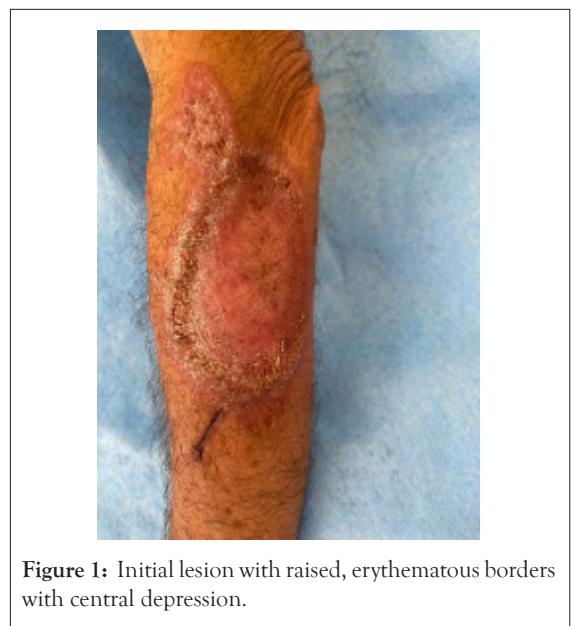 Figure 1: Initial lesion with raised, erythematous borders
with central depression.